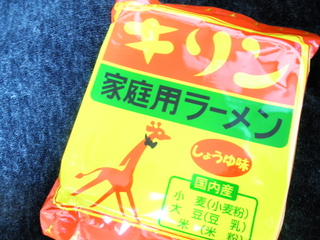 キリン
家庭用ラーメン
しょうゆ味
国内産
小 麦(小麦粉)
大 豆(豆 乳)
米(米 粉)